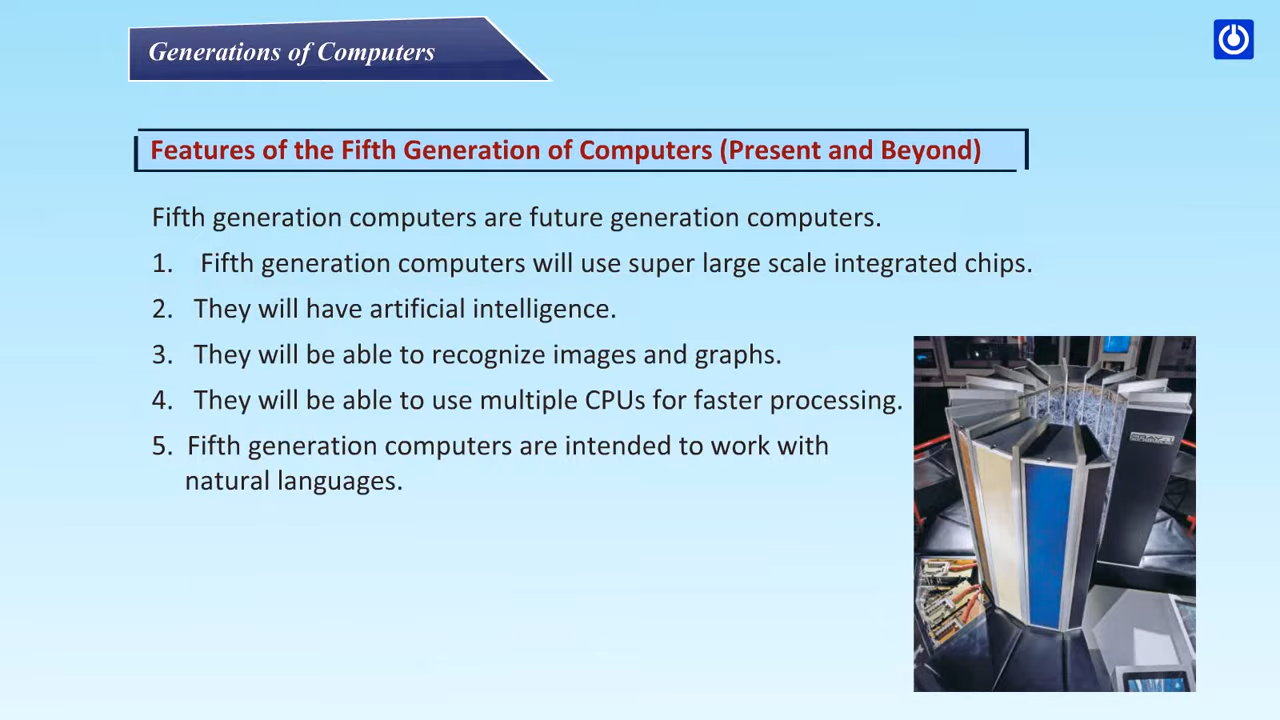 Generations of Computers
Features of the Fifth Generation of Computers (Present and Beyond)
Fifth generation computers are future generation computers.
1. Fifth generation computers will use super large scale integrated chips.
2. They will have artificial intelligence.
3. They will be able to recognize images and graphs.
4. They will be able to use multiple CPUs for faster processing.
5. Fifth generation computers are intended to work with
natural languages.